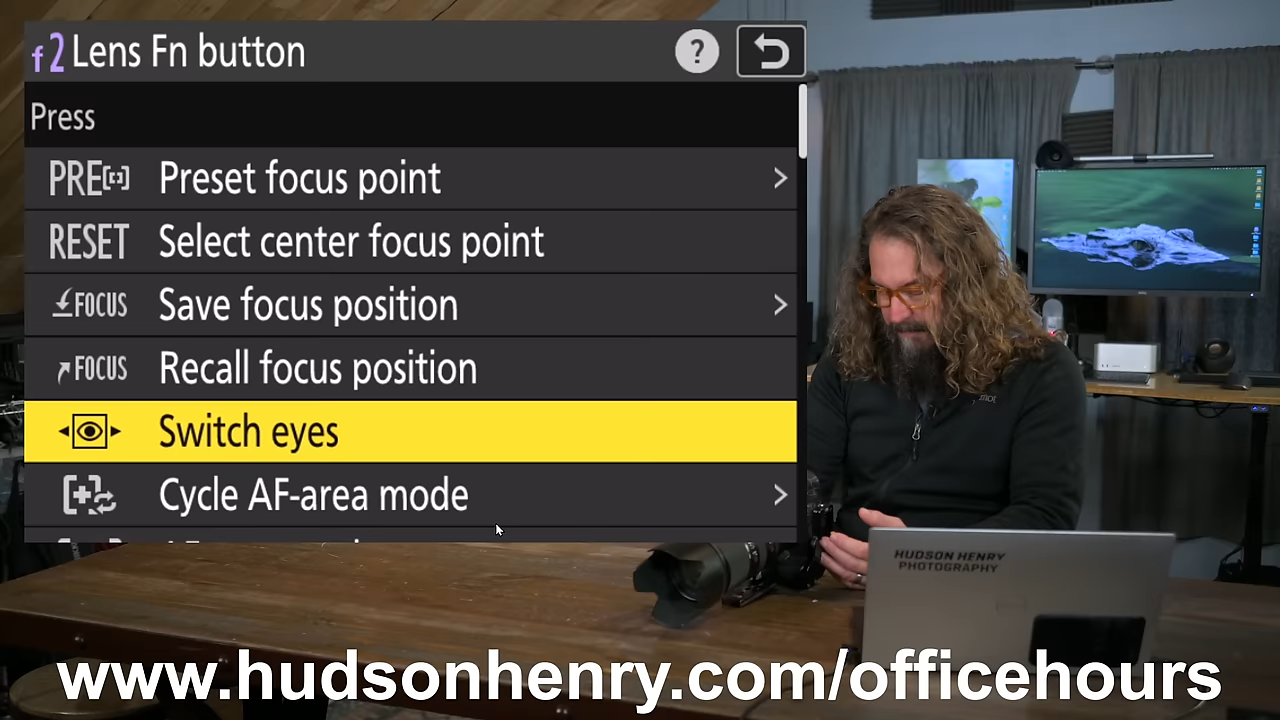 f2 Lens Fn button ?
Press
PRE Preset focus point >
RESET Select center focus point
FOCUS Save focus position >
FOCUS Recall focus position
Switch eyes
Cycle AF-area mode >
HUDSON HENRY
PHOTOGRAPHY
www.hudsonhenry.com/officehours